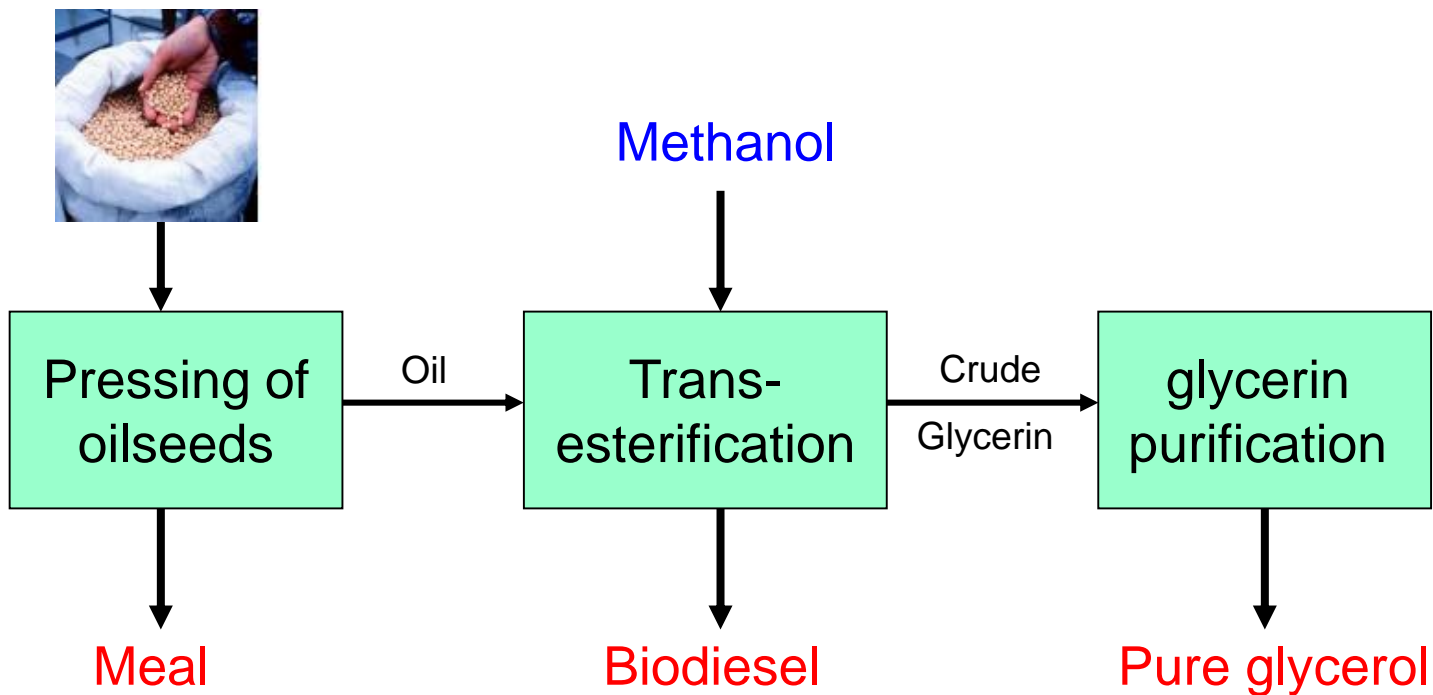 Methanol
Pressing of
oilseeds
Oil
Trans-
esterification
Crude
Glycerin
glycerin
purification
Meal
Biodiesel
Pure glycerol